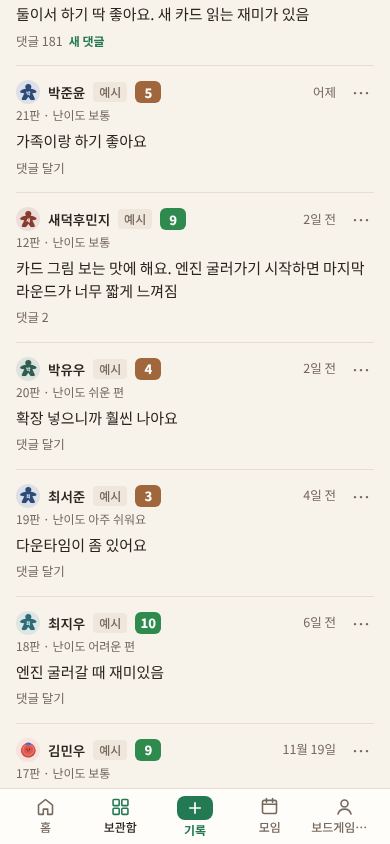 둘이서 하기 딱 좋아요. 새 카드 읽는 재미가 있음
댓글 181 새 댓글
박준윤 예시 5 어제 ···
21판 · 난이도 보통
가족이랑 하기 좋아요
댓글 달기
새덕후민지 예시 9 2일 전 ···
12판 · 난이도 보통
카드 그림 보는 맛에 해요. 엔진 굴러가기 시작하면 마지막
라운드가 너무 짧게 느껴짐
댓글 2
박유우 예시 4 2일 전 ···
20판 · 난이도 쉬운 편
확장 넣으니까 훨씬 나아요
댓글 달기
최서준 예시 3 4일 전 ···
19판 · 난이도 아주 쉬워요
다운타임이 좀 있어요
댓글 달기
최지우 예시 10 6일 전 ···
18판 · 난이도 어려운 편
엔진 굴러갈 때 재미있음
댓글 달기
김민우 예시 9 11월 19일 ···
17판 · 난이도 보통
홈 보관함 기록 모임 보드게임…